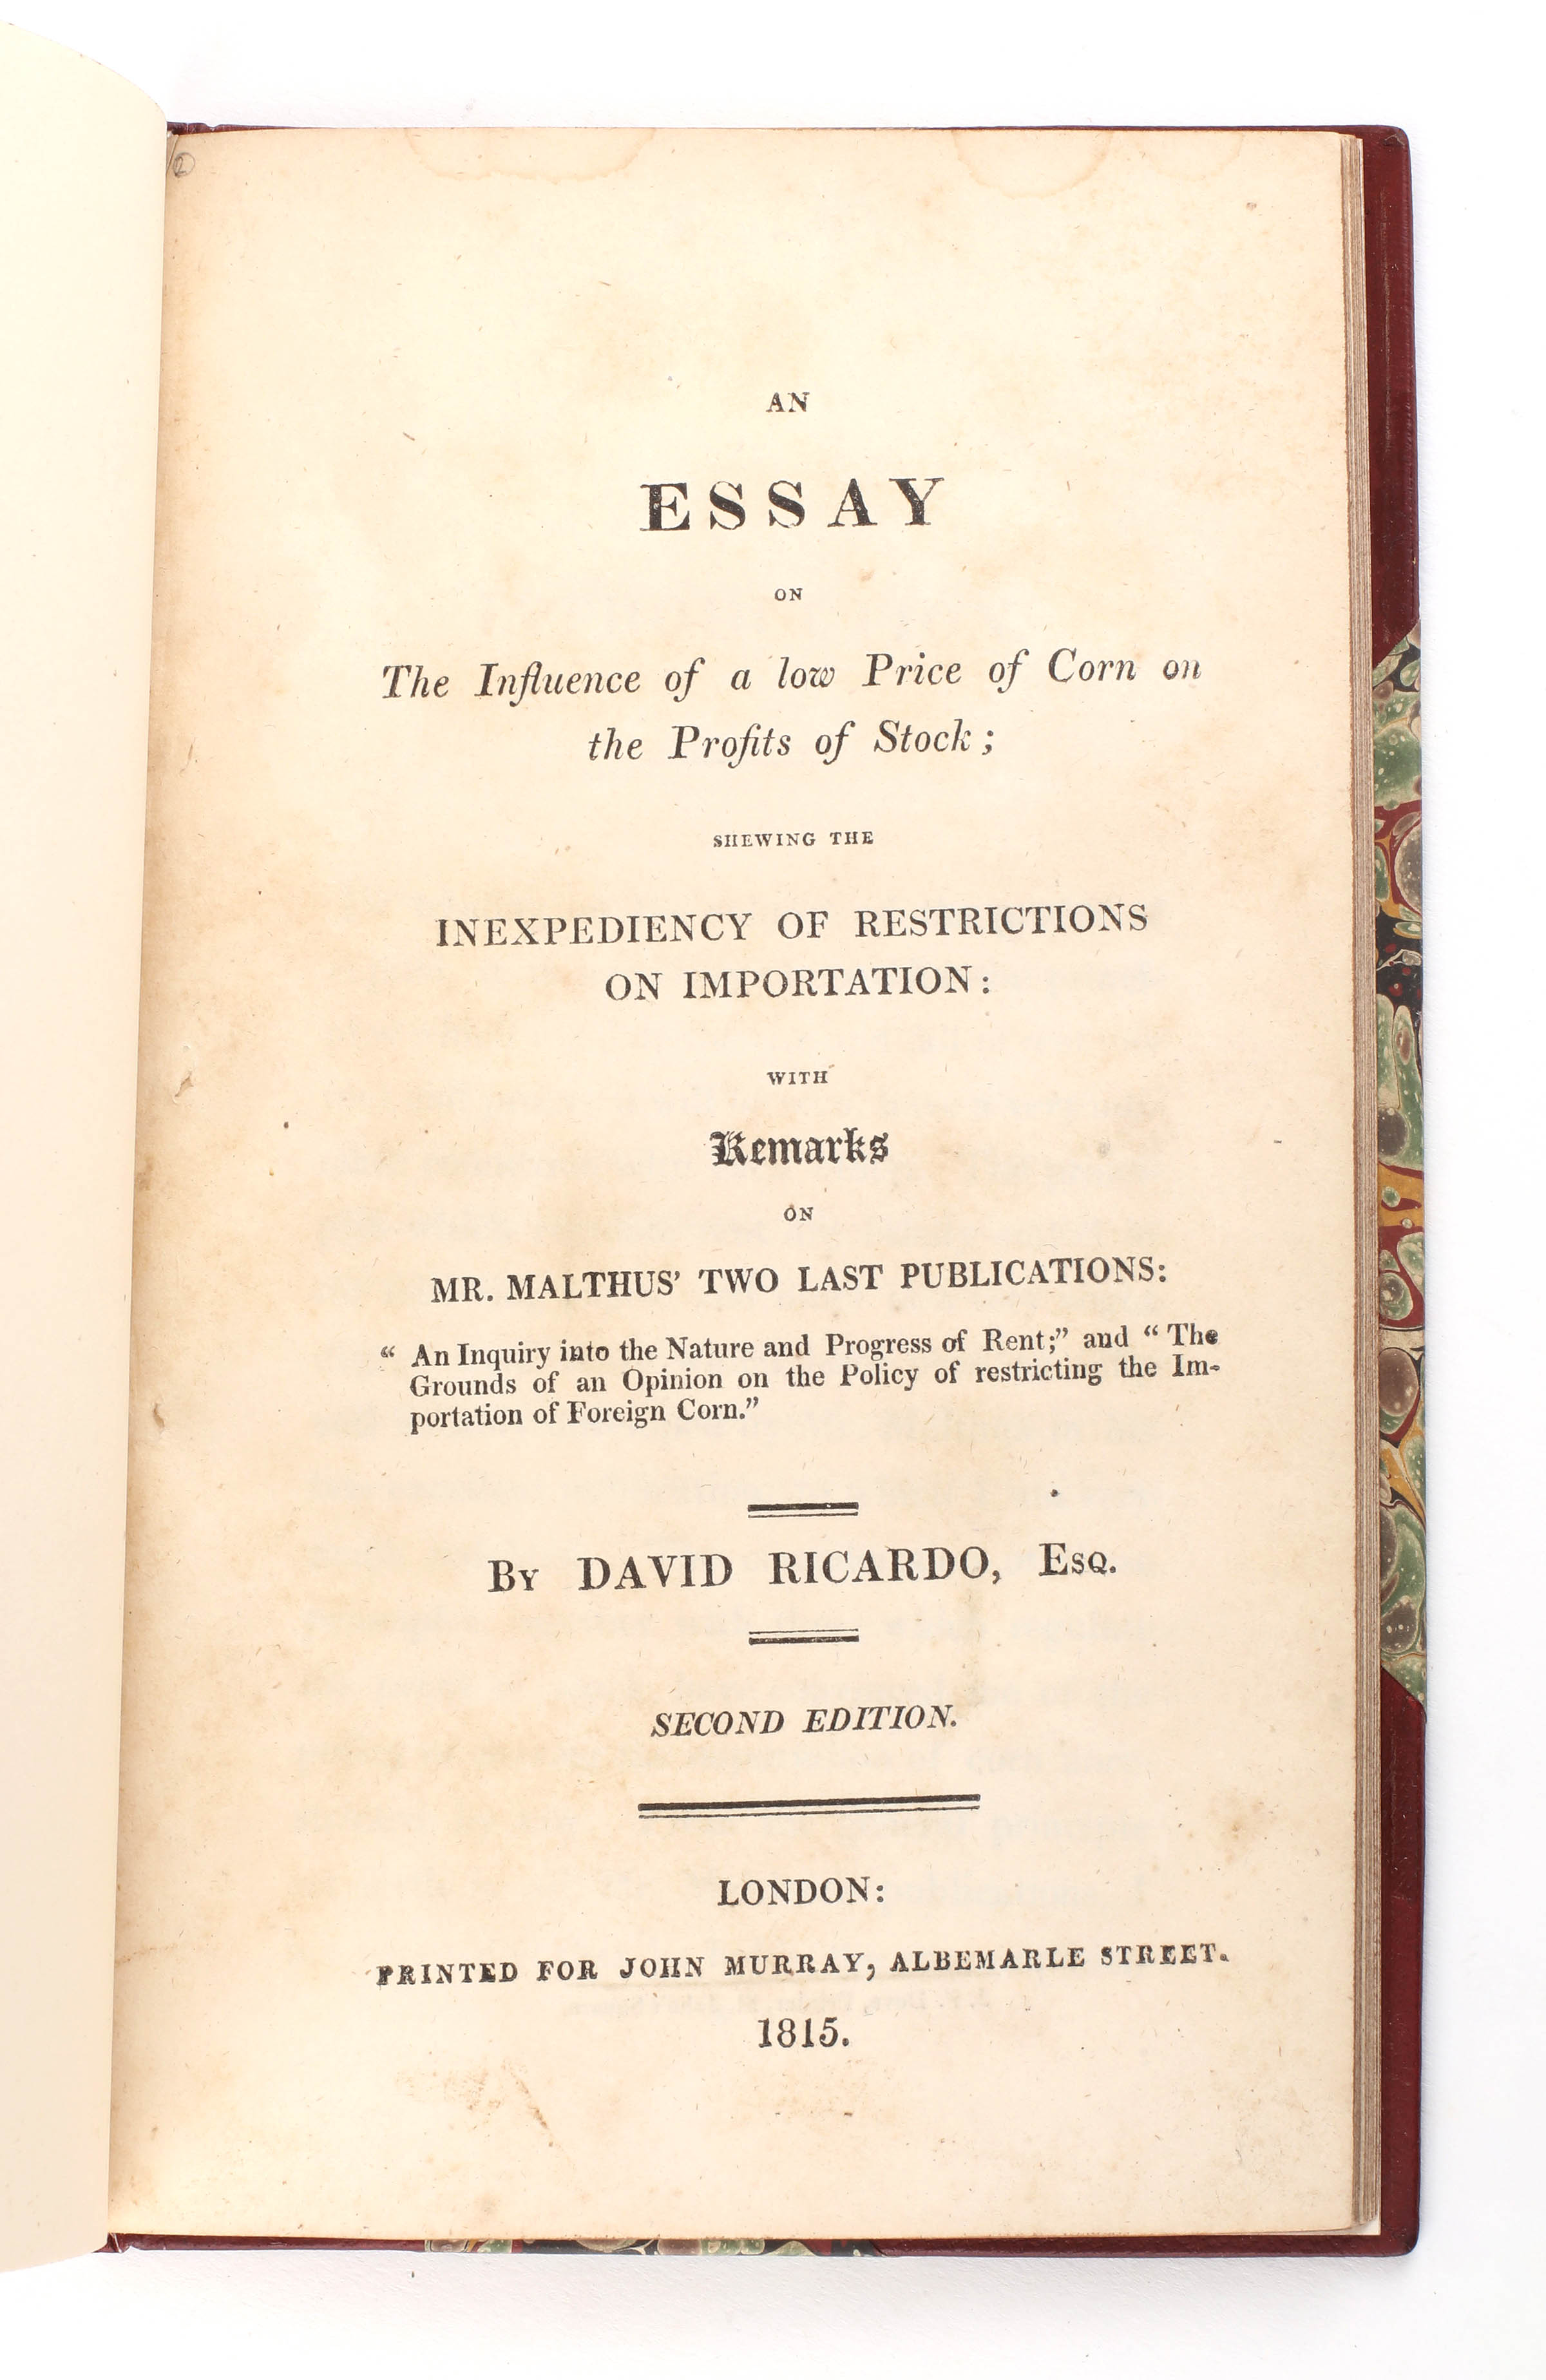 2
AN
ESSAY
ON
The Influence of a low Price of Corn on
the Profits of Stock;
SHEWING THE
INEXPEDIENCY OF RESTRICTIONS
ON IMPORTATION:
WITH
Remarks
ON
MR. MALTHUS' TWO LAST PUBLICATIONS:
“ An Inquiry into the Nature and Progress of Rent;” and “ The
Grounds of an Opinion on the Policy of restricting the Im-
portation of Foreign Corn.”
By DAVID RICARDO, Esq.
SECOND EDITION.
LONDON:
PRINTED FOR JOHN MURRAY, ALBEMARLE STREET.
1815.